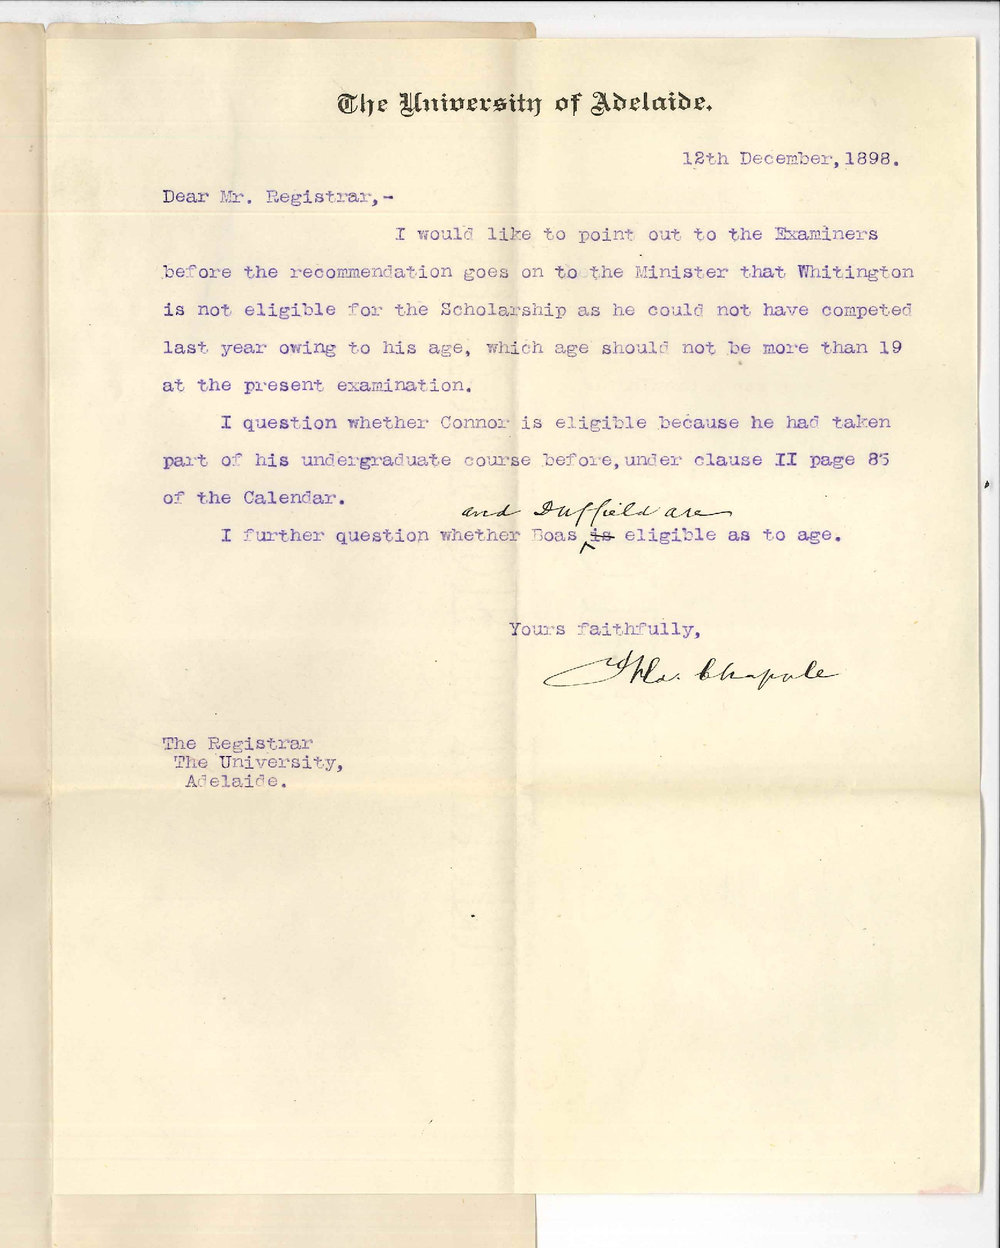 The University of Adelaide.
12th December,1898.
Dear Mr. Registrar,-
I would like to point out to the Examiners
before the recommendation goes on to the Minister that Whitington
is not eligible for the Scholarship as he could not have competed
last year owing to his age, which age should not be more than 19
at the present examination.
I question whether Connor is eligible because he had taken
part of his undergraduate course before,under clause II page 85
of the Calendar.
and Duffield are
I further question whether Boas is eligible as to age.
Yours faithfully,
Thos. Chapple
The Registrar
The University,
Adelaide.